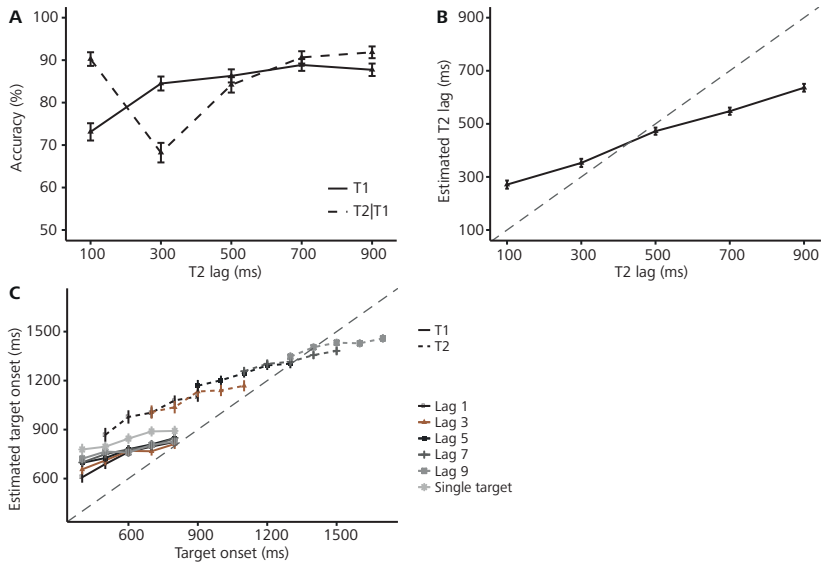 A
100
90
80
70
60
50
Accuracy (%)
T1
T2|T1
100 300 500 700 900
T2 lag (ms)
B
900
700
500
300
100
Estimated T2 lag (ms)
100 300 500 700 900
T2 lag (ms)
C
1500
1200
900
600
Estimated target onset (ms)
600 900 1200 1500
Target onset (ms)
T1
T2
Lag 1
Lag 3
Lag 5
Lag 7
Lag 9
Single target